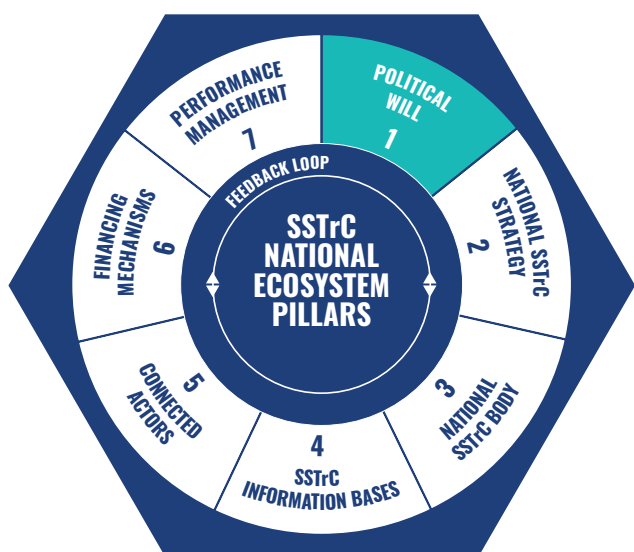 POLITICAL
WILL
1
NATIONAL SSTrC
STRATEGY
2
3
NATIONAL
SSTrC BODY
4
SSTrC
INFORMATION BASES
5
CONNECTED
ACTORS
FINANCING
MECHANISMS
6
PERFORMANCE
MANAGEMENT
7
FEEDBACK LOOP
SSTrC
NATIONAL
ECOSYSTEM
PILLARS